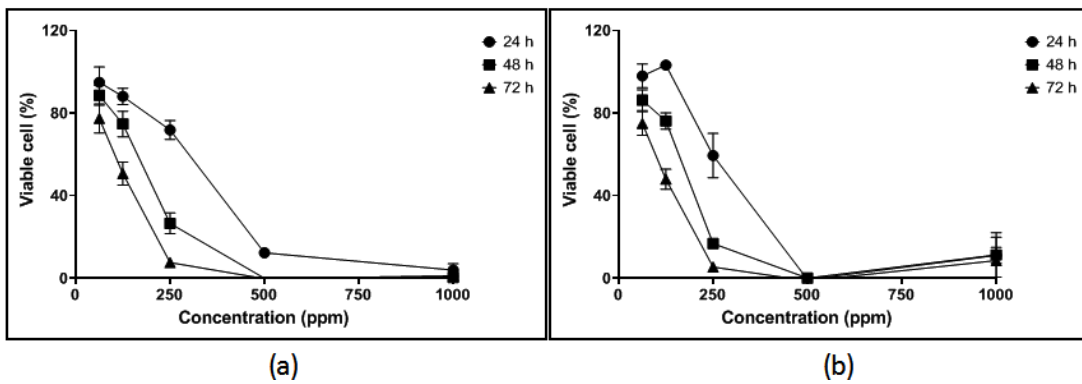 120
80
40
0
Viable cell (%)
0
250
500
750
1000
Concentration (ppm)
24 h
48 h
72 h
(a)
120
80
40
0
Viable cell (%)
0
250
500
750
1000
Concentration (ppm)
24 h
48 h
72 h
(b)